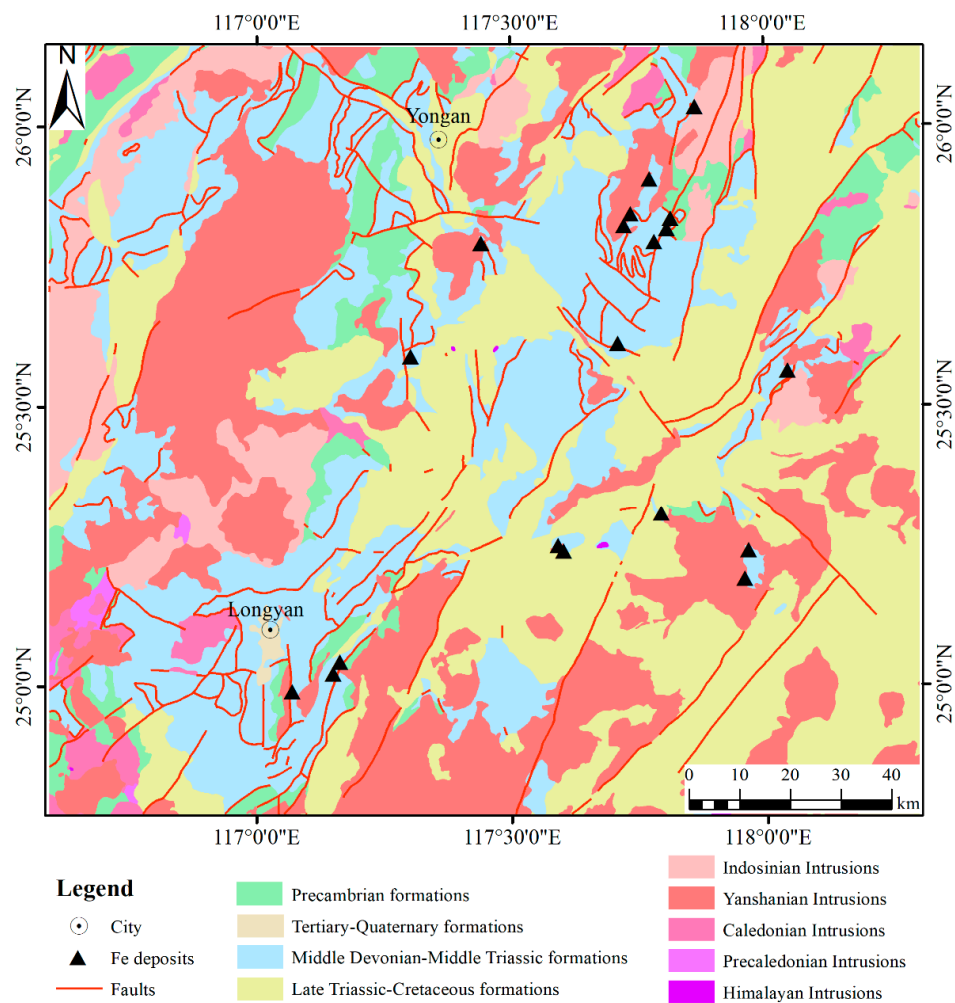 117°0'0"E 117°30'0"E 118°0'0"E
N
26°0'0"N
26°0'0"N
Yongan
25°30'0"N
25°30'0"N
Longyan
25°0'0"N
25°0'0"N
0 10 20 30 40
km
117°0'0"E 117°30'0"E 118°0'0"E
Legend
City
Fe deposits
Faults
Precambrian formations
Tertiary-Quaternary formations
Middle Devonian-Middle Triassic formations
Late Triassic-Cretaceous formations
Indosinian Intrusions
Yanshanian Intrusions
Caledonian Intrusions
Precaledonian Intrusions
Himalayan Intrusions